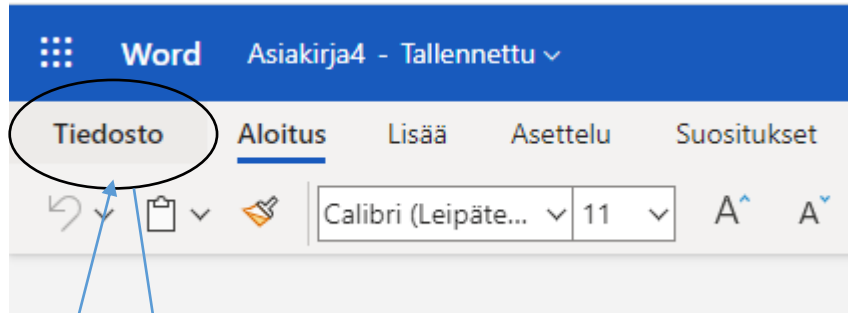 Word Asiakirja4 - Tallennettu
Tiedosto Aloitus Lisää Asettelu Suositukset
Calibri (Leipäte... 11 A A